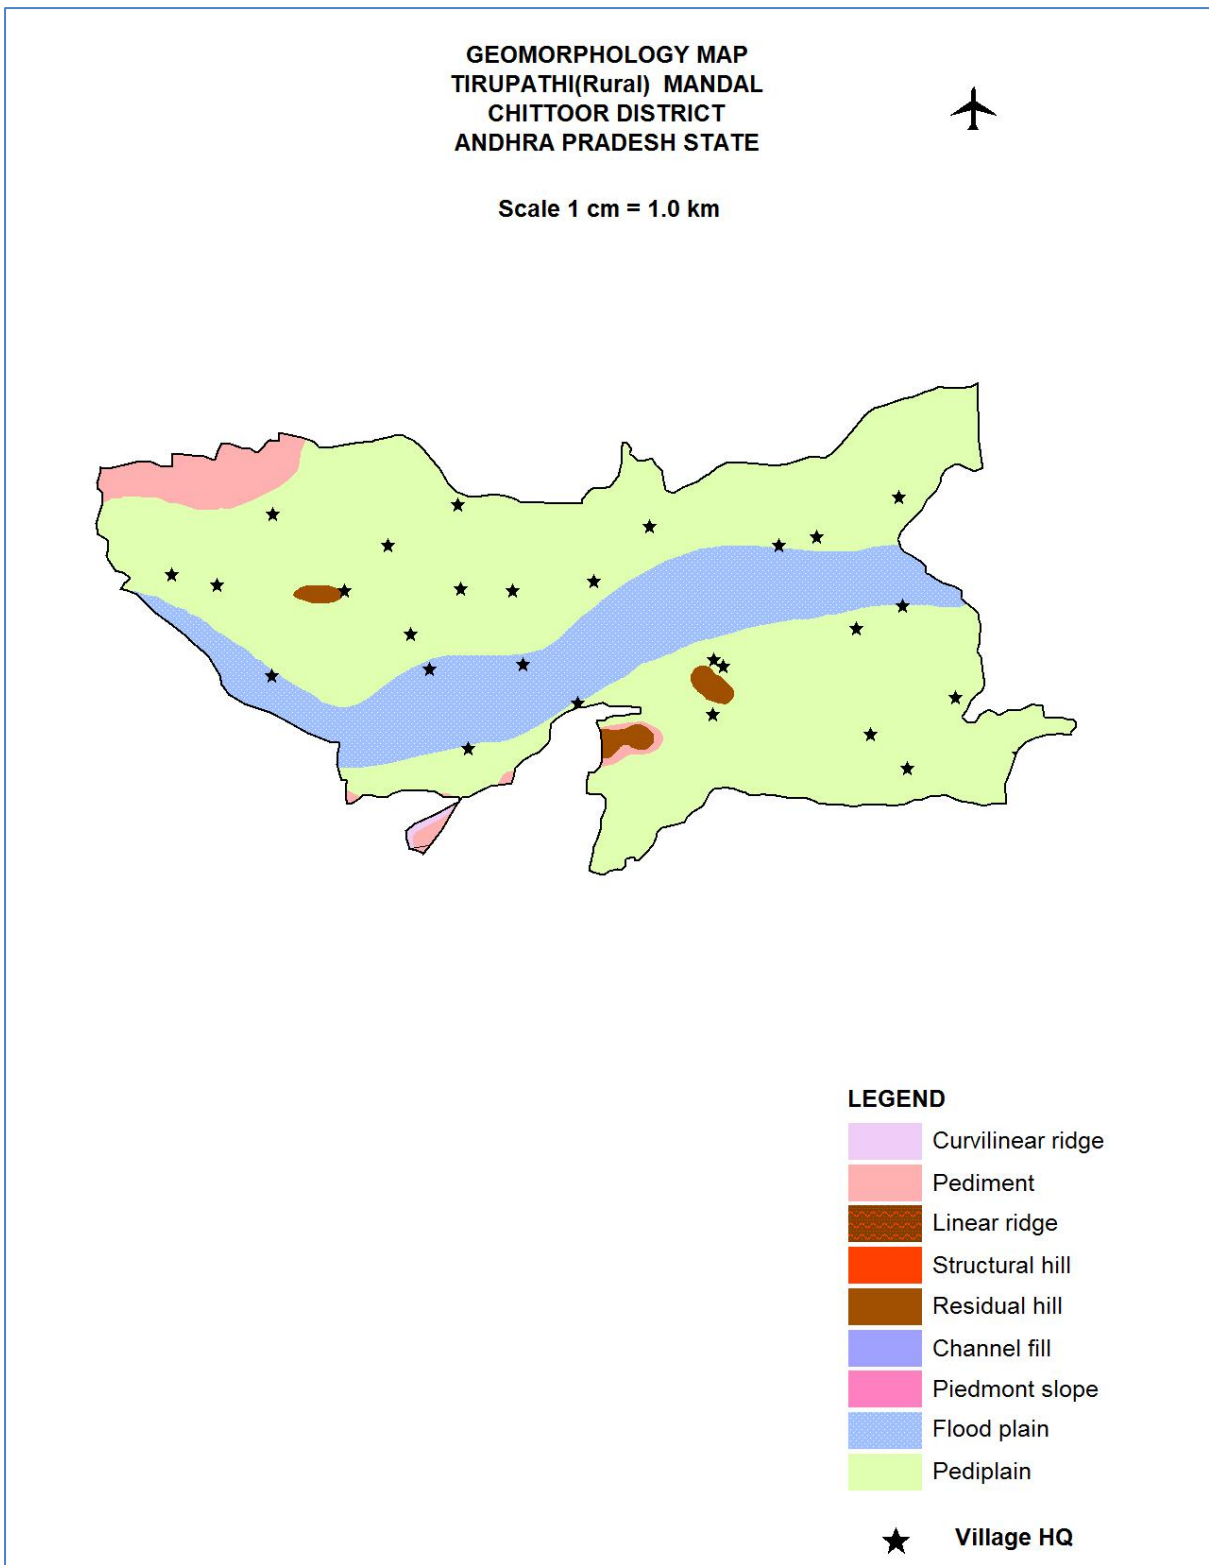 GEOMORPHOLOGY MAP
TIRUPATHI(Rural) MANDAL
CHITTOOR DISTRICT
ANDHRA PRADESH STATE
Scale 1 cm = 1.0 km
LEGEND
Curvilinear ridge
Pediment
Linear ridge
Structural hill
Residual hill
Channel fill
Piedmont slope
Flood plain
Pediplain
Village HQ